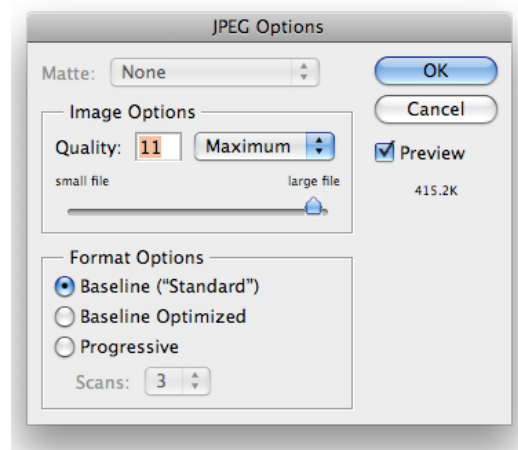 JPEG Options
Matte: None
OK
Image Options
Cancel
Quality: 11 Maximum
Preview
small file large file
415.2K
Format Options
Baseline (“Standard”)
Baseline Optimized
Progressive
Scans: 3